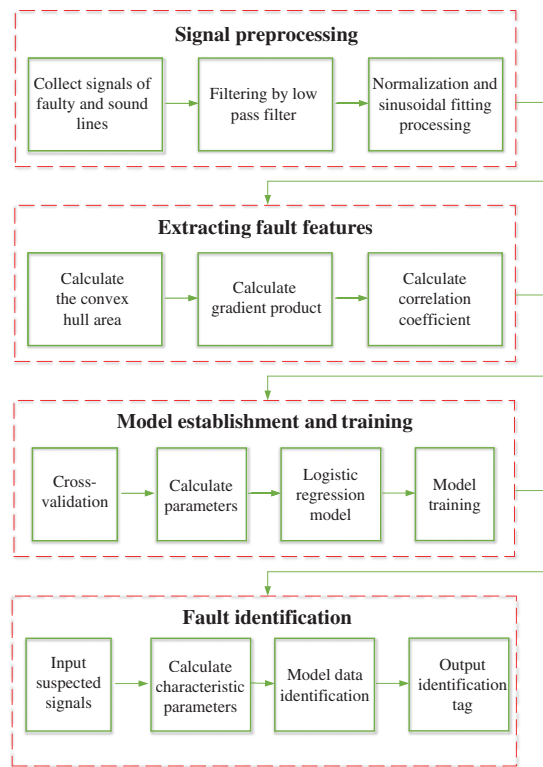 Signal preprocessing
Collect signals of
faulty and sound
lines
Filtering by low
pass filter
Normalization and
sinusoidal fitting
processing
Extracting fault features
Calculate
the convex
hull area
Calculate
gradient product
Calculate
correlation
coefficient
Model establishment and training
Cross-
validation
Calculate
parameters
Logistic
regression
model
Model
training
Fault identification
Input
suspected
signals
Calculate
characteristic
parameters
Model data
identification
Output
identification
tag